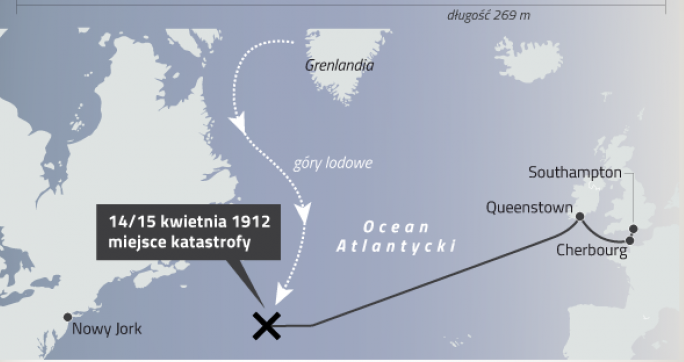 długość 269 m
Grenlandia
góry lodowe
Southampton
Queenstown
14/15 kwietnia 1912
miejsce katastrofy
Ocean
Atlantycki
Cherbourg
Nowy Jork